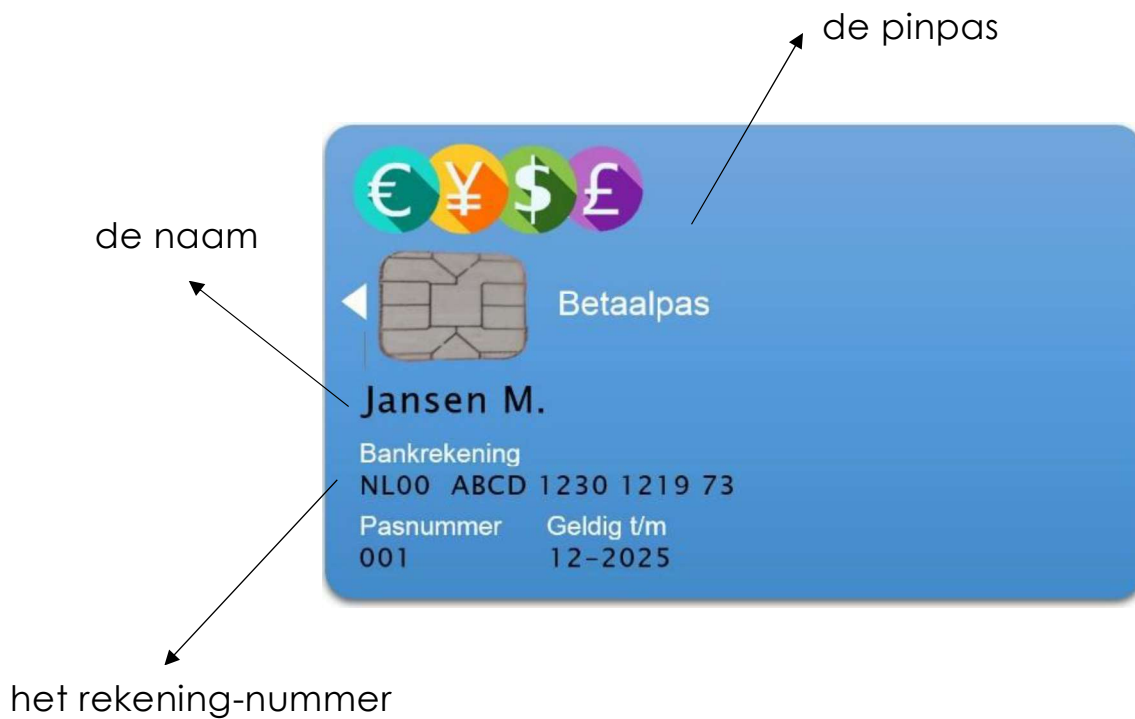 de pinpas
€ ¥ $ £
de naam
Betaalpas
Jansen M.
Bankrekening
NL00 ABCD 1230 1219 73
Pasnummer Geldig t/m
001 12-2025
het rekening-nummer